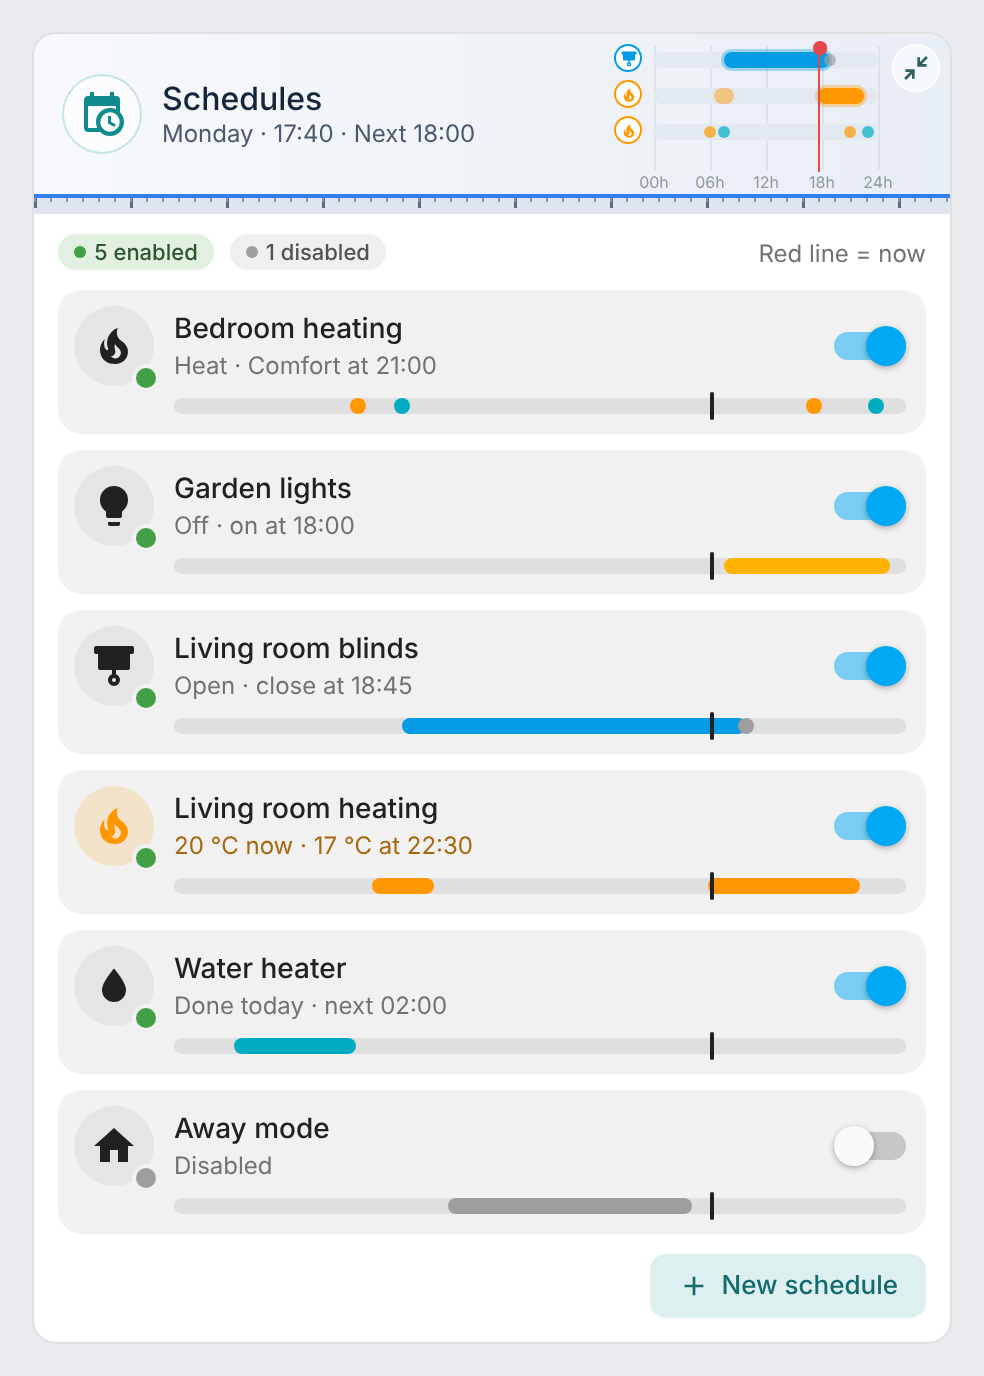 Schedules
Monday · 17:40 · Next 18:00
00h 06h 12h 18h 24h
5 enabled
1 disabled
Red line = now
Bedroom heating
Heat · Comfort at 21:00
Garden lights
Off · on at 18:00
Living room blinds
Open · close at 18:45
Living room heating
20 °C now · 17 °C at 22:30
Water heater
Done today · next 02:00
Away mode
Disabled
+ New schedule